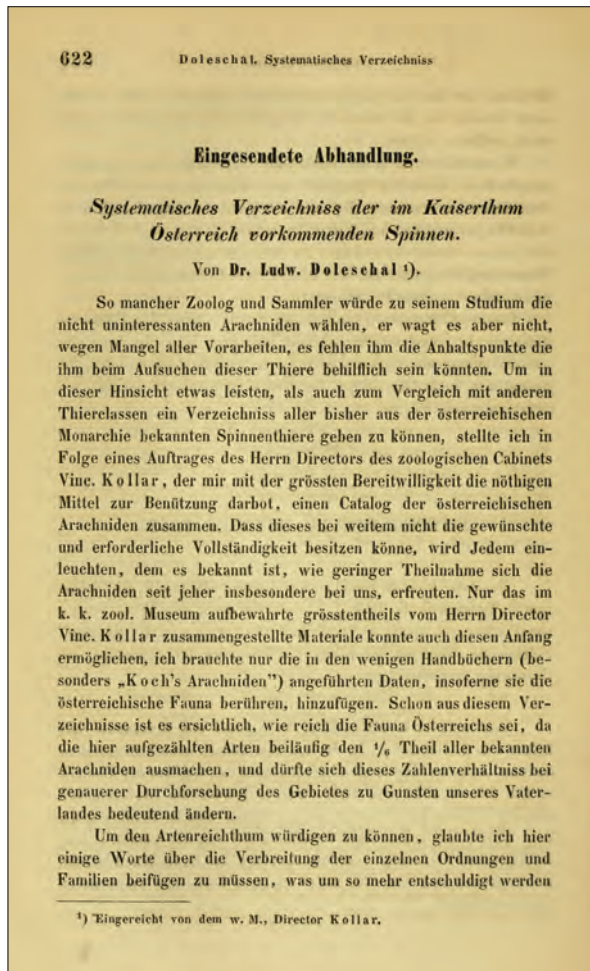 622 Doleschal. Systematisches Verzeichniss
Eingesendete Abhandlung.
Systematisches Verzeichniss der im Kaiserthum
Österreich vorkommenden Spinnen.
Von Dr. Ludw. Doleschal ¹).
So mancher Zoolog und Sammler würde zu seinem Studium die
nicht uninteressanten Arachniden wählen, er wagt es aber nicht,
wegen Mangel aller Vorarbeiten, es fehlen ihm die Anhaltspunkte die
ihm beim Aufsuchen dieser Thiere behilflich sein könnten. Um in
dieser Hinsicht etwas leisten, als auch zum Vergleich mit anderen
Thierclassen ein Verzeichniss aller bisher aus der österreichischen
Monarchie bekannten Spinnenthiere geben zu können, stellte ich in
Folge eines Auftrages des Herrn Directors des zoologischen Cabinets
Vinc. Kollar, der mir mit der grössten Bereitwilligkeit die nöthigen
Mittel zur Benützung darbot, einen Catalog der österreichischen
Arachniden zusammen. Dass dieses bei weitem nicht die gewünschte
und erforderliche Vollständigkeit besitzen könne, wird Jedem ein-
leuchten, dem es bekannt ist, wie geringer Theilnahme sich die
Arachniden seit jeher insbesondere bei uns, erfreuten. Nur das im
k. k. zool. Museum aufbewahrte grösstentheils vom Herrn Director
Vinc. Kollar zusammengestellte Materiale konnte auch diesen Anfang
ermöglichen, ich brauchte nur die in den wenigen Handbüchern (be-
sonders „Koch's Arachniden") angeführten Daten, insoferne sie die
österreichische Fauna berühren, hinzufügen. Schon aus diesem Ver-
zeichnisse ist es ersichtlich, wie reich die Fauna Österreichs sei, da
die hier aufgezählten Arten beiläufig den ¹/₆ Theil aller bekannten
Arachniden ausmachen, und dürfte sich dieses Zahlenverhältniss bei
genauerer Durchforschung des Gebietes zu Gunsten unseres Vater-
landes bedeutend ändern.
Um den Artenreichthum würdigen zu können, glaubte ich hier
einige Worte über die Verbreitung der einzelnen Ordnungen und
Familien beifügen zu müssen, was um so mehr entschuldigt werden
¹) Eingereicht von dem w. M., Director Kollar.